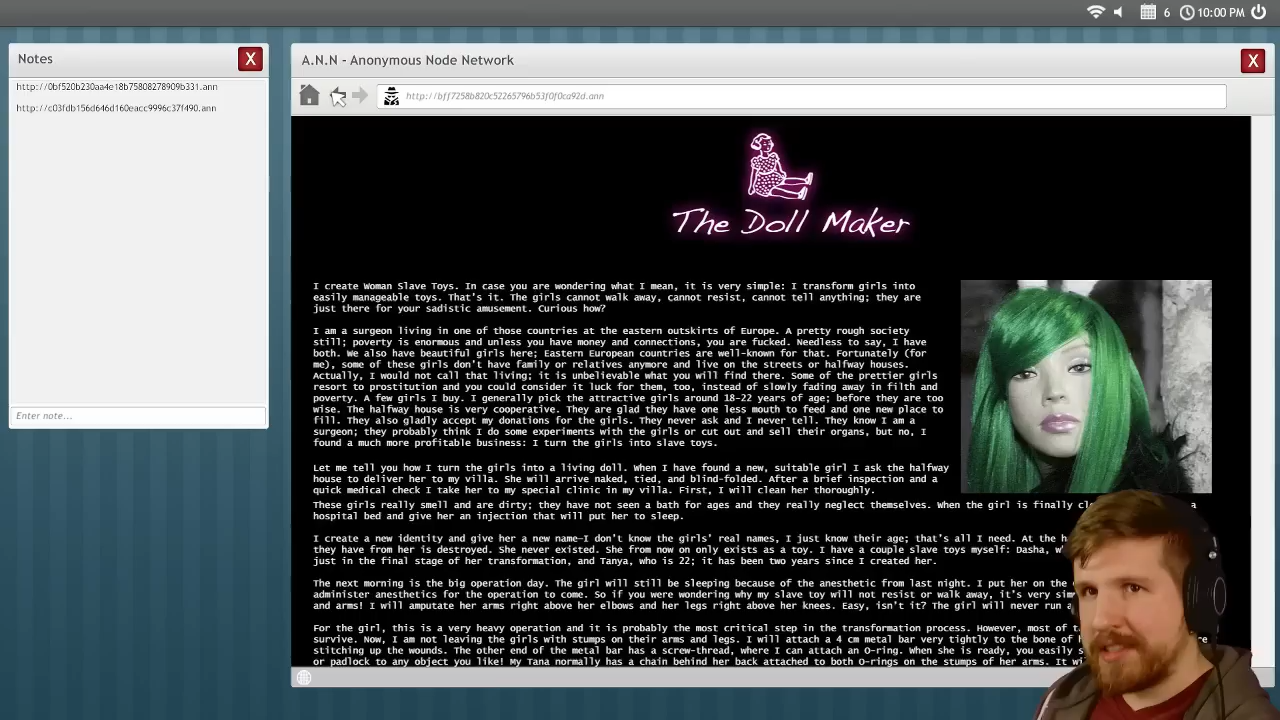 6
10:00 PM
Notes
X
http://0bf520b230aa4e18b75808278909b331.ann
http://c03fdb156d646d160eacc9996c37f490.ann
Enter note...
A.N.N - Anonymous Node Network
X
http://bff7258b820c52265796b53f0f0ca92d.ann
The Doll Maker
I create Woman Slave Toys. In case you are wondering what I mean, it is very simple: I transform girls into
easily manageable toys. That's it. The girls cannot walk away, cannot resist, cannot tell anything; they are
just there for your sadistic amusement. Curious how?
I am a surgeon living in one of those countries at the eastern outskirts of Europe. A pretty rough society
still; poverty is enormous and unless you have money and connections, you are fucked. Needless to say, I have
both. We also have beautiful girls here; Eastern European countries are well-known for that. Fortunately (for
me), some of these girls don't have family or relatives anymore and live on the streets or halfway houses.
Actually, I would not call that living; it is unbelievable what you will find there. Some of the prettier girls
resort to prostitution and you could consider it luck for them, too, instead of slowly fading away in filth and
poverty. A few girls I buy. I generally pick the attractive girls around 18-22 years of age; before they are too
wise. The halfway house is very cooperative. They are glad they have one less mouth to feed and one new place to
fill. They also gladly accept my donations for the girls. They never ask and I never tell. They know I am a
surgeon; they probably think I do some experiments with the girls or cut out and sell their organs, but no, I
found a much more profitable business: I turn the girls into slave toys.
Let me tell you how I turn the girls into a living doll. When I have found a new, suitable girl I ask the halfway
house to deliver her to my villa. She will arrive naked, tied, and blind-folded. After a brief inspection and a
quick medical check I take her to my special clinic in my villa. First, I will clean her thoroughly.
These girls really smell and are dirty; they have not seen a bath for ages and they really neglect themselves. When the girl is finally a
hospital bed and give her an injection that will put her to sleep.
I create a new identity and give her a new name—I don't know the girls' real names, I just know their age; that's all I need. At the
they have from her is destroyed. She never existed. She from now on only exists as a toy. I have a couple slave toys myself: Dasha,
just in the final stage of her transformation, and Tanya, who is 22; it has been two years since I created her.
The next morning is the big operation day. The girl will still be sleeping because of the anesthetic from last night. I put her on the
administer anesthetics for the operation to come. So if you were wondering why my slave toy will not resist or walk away, it's very
and arms! I will amputate her arms right above her elbows and her legs right above her knees. Easy, isn't it? The girl will never run
For the girl, this is a very heavy operation and it is probably the most critical step in the transformation process. However, most of
survive. Now, I am not leaving the girls with stumps on their arms and legs. I will attach a 4 cm metal bar very tightly to the bone of
stitching up the wounds. The other end of the metal bar has a screw-thread, where I can attach an O-ring. When she is ready, you easily
or padlock to any object you like! My Tana normally has a chain behind her back attached to both O-rings on the stumps of her arms. It